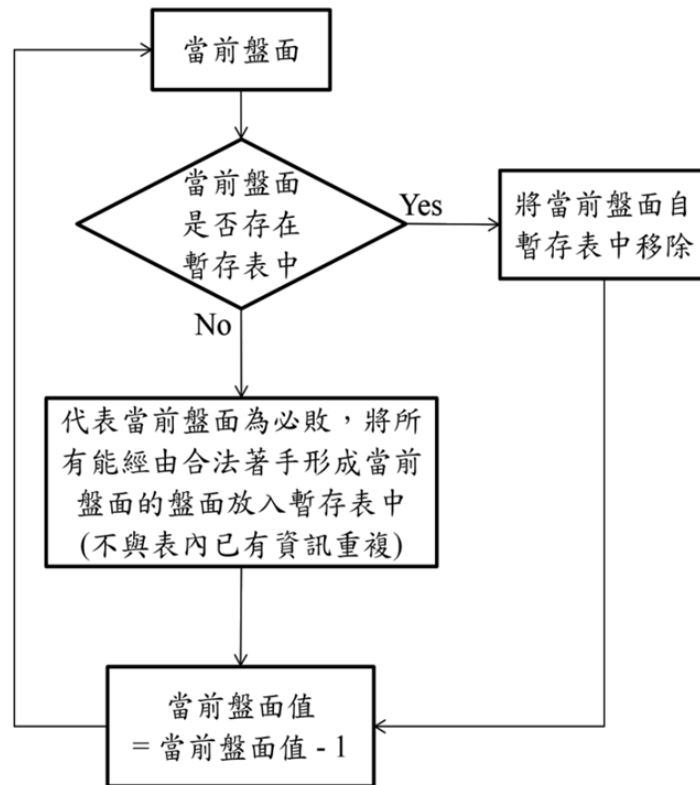 當前盤面
當前盤面
是否存在
暫存表中
Yes
將當前盤面自
暫存表中移除
No
代表當前盤面為必敗，將所
有能經由合法著手形成當前
盤面的盤面放入暫存表中
(不與表內已有資訊重複)
當前盤面值
= 當前盤面值 - 1